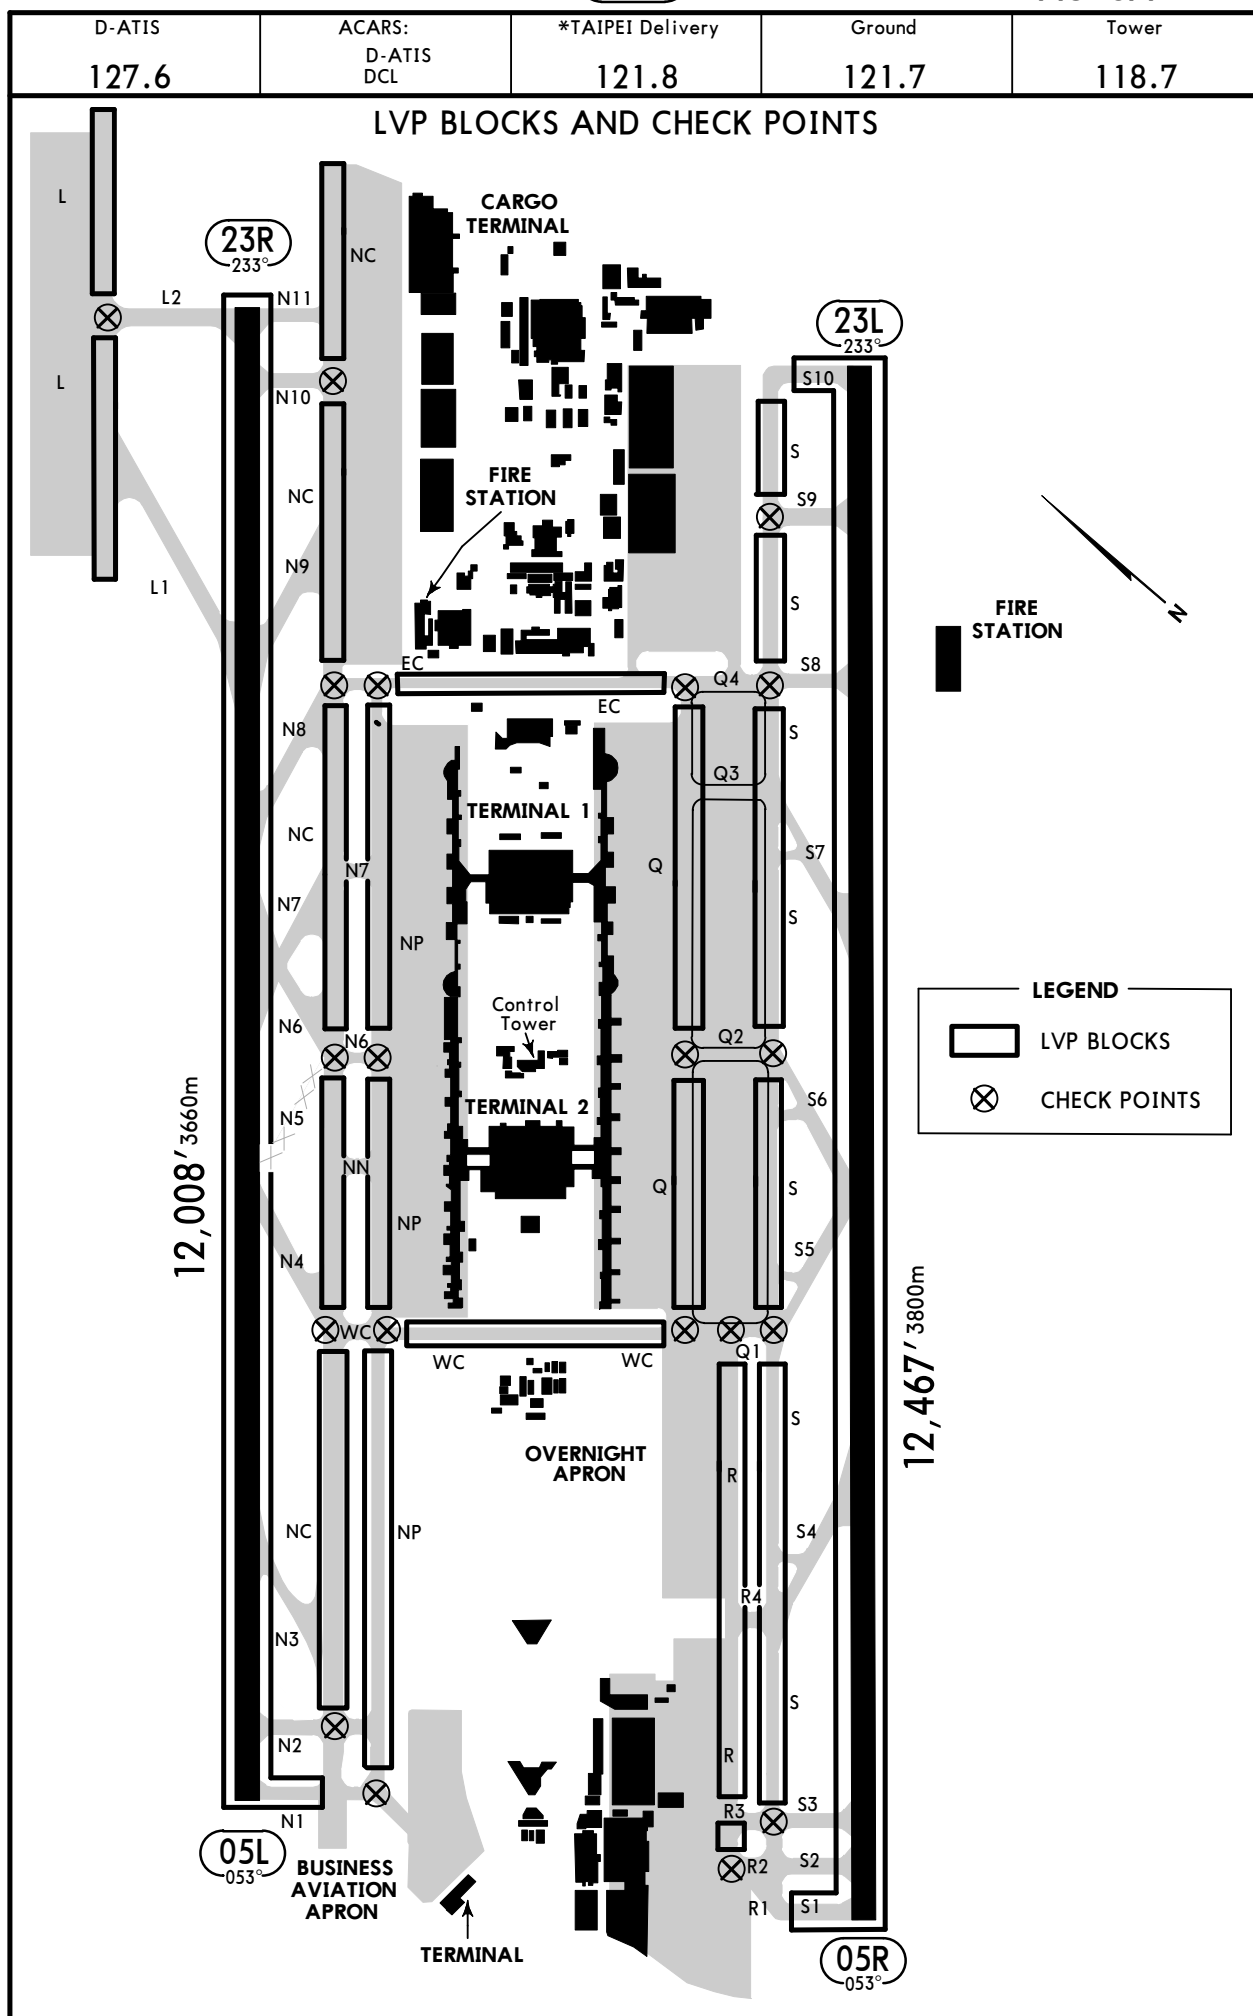 D-ATIS
127.6
ACARS:
D-ATIS
DCL
*TAIPEI Delivery
121.8
Ground
121.7
Tower
118.7
LVP BLOCKS AND CHECK POINTS
L
CARGO
TERMINAL
23R
233°
NC
L2
N11
23L
233°
L
N10
S10
S
FIRE
STATION
NC
S9
N9
L1
S
FIRE
STATION
N
EC
S8
Q4
EC
N8
S
Q3
TERMINAL 1
NC
S7
N7
Q
N7
S
NP
LEGEND
LVP BLOCKS
CHECK POINTS
Control
Tower
N6
N6
Q2
12,008' 3660m
N5
TERMINAL 2
S6
NN
Q
S
NP
N4
S5
WC
WC
WC
Q1
12,467' 3800m
S
OVERNIGHT
APRON
R
NC
NP
S4
R4
N3
S
N2
R
N1
R3
S3
05L
053°
BUSINESS
AVIATION
APRON
R2
S2
R1
S1
TERMINAL
05R
053°